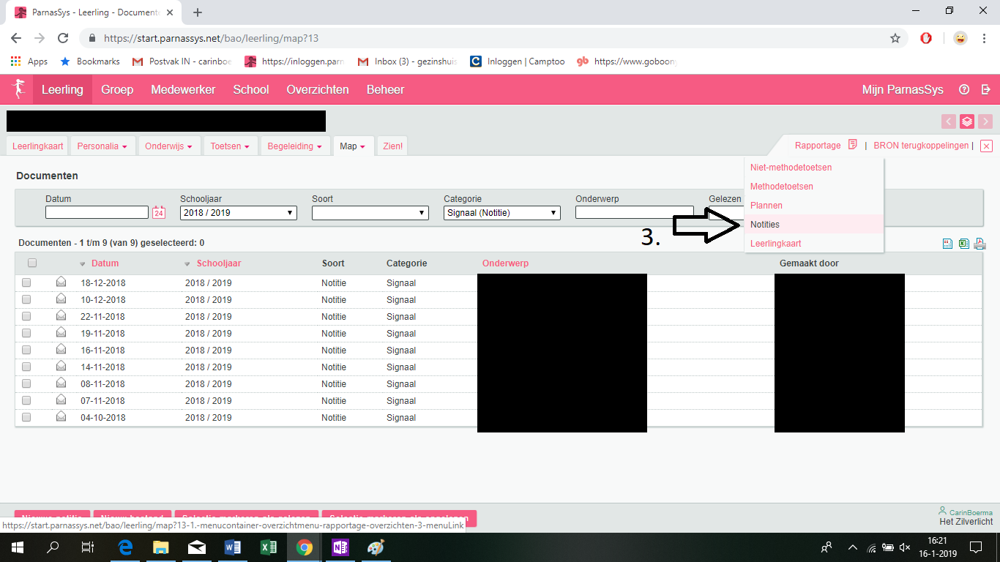 ParnasSys - Leerling - Documente
https://start.parnassys.net/bao/leerling/map?13
Apps Bookmarks Postvak IN - carinboe https://inloggen.parn Inbox (3) - gezinshuis Inloggen | Camptoo https://www.goboony
Leerling Groep Medewerker School Overzichten Beheer Mijn ParnasSys
Leerlingkaart Personalia Onderwijs Toetsen Begeleiding Map Zien! Rapportage | BRON terugkoppelingen |
Niet-methodetoetsen
Methodetoetsen
Plannen
Notities
Leerlingkaart
Documenten
Datum Schooljaar Soort Categorie Onderwerp Gelezen
24 2018 / 2019 Signaal (Notitie)
3.
Documenten - 1 t/m 9 (van 9) geselecteerd: 0
Datum Schooljaar Soort Categorie Onderwerp Gemaakt door
18-12-2018 2018 / 2019 Notitie Signaal
10-12-2018 2018 / 2019 Notitie Signaal
22-11-2018 2018 / 2019 Notitie Signaal
19-11-2018 2018 / 2019 Notitie Signaal
16-11-2018 2018 / 2019 Notitie Signaal
14-11-2018 2018 / 2019 Notitie Signaal
08-11-2018 2018 / 2019 Notitie Signaal
07-11-2018 2018 / 2019 Notitie Signaal
04-10-2018 2018 / 2019 Notitie Signaal
CarinBoerma
Het Zilverlicht
https://start.parnassys.net/bao/leerling/map?13-1.-menucontainer-overzichtmenu-rapportage-overzichten-3-menuLink
16:21
16-1-2019